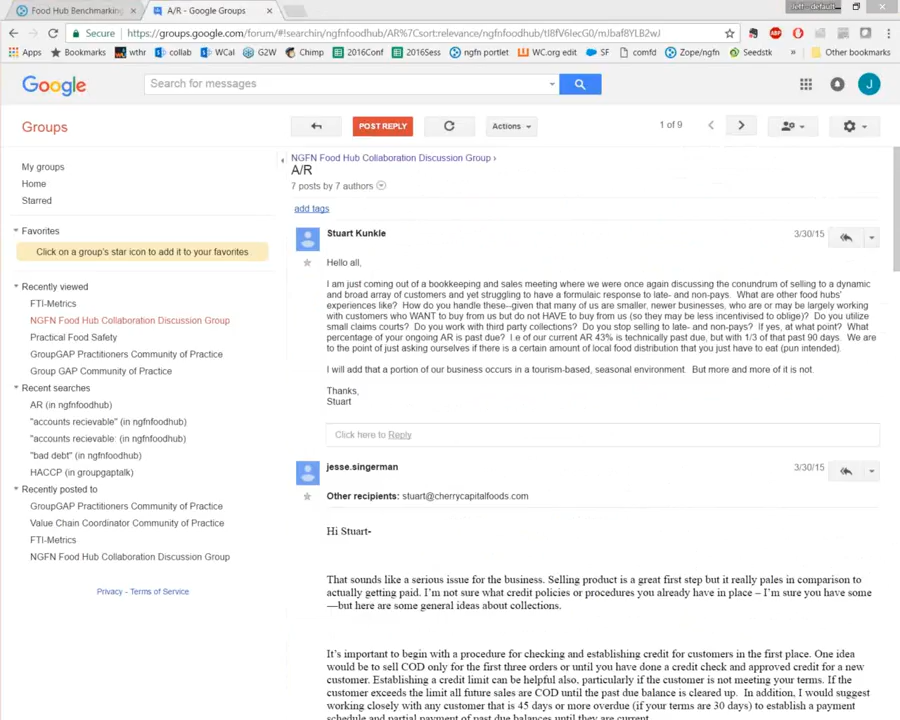 Food Hub Benchmarking
A/R - Google Groups
Jeff - default
Secure https://groups.google.com/forum/#!searchin/ngfnfoodhub/AR%7Csort:relevance/ngfnfoodhub/tJ8fV6lecG0/mJbaf8YLB2wJ
Apps Bookmarks wthr collab WCal G2W Chimp 2016Conf 2016Sess ngfn portlet WC.org edit SF comfd Zope/ngfn Seedstk » Other bookmarks
Google Search for messages J
Groups POST REPLY Actions 1 of 9
My groups
Home
Starred
Favorites
Click on a group's star icon to add it to your favorites
Recently viewed
FTI-Metrics
NGFN Food Hub Collaboration Discussion Group
Practical Food Safety
GroupGAP Practitioners Community of Practice
Group GAP Community of Practice
Recent searches
AR (in ngfnfoodhub)
"accounts recievable" (in ngfnfoodhub)
"accounts recievable: (in ngfnfoodhub)
"bad debt" (in ngfnfoodhub)
HACCP (in groupgaptalk)
Recently posted to
GroupGAP Practitioners Community of Practice
Value Chain Coordinator Community of Practice
FTI-Metrics
NGFN Food Hub Collaboration Discussion Group
Privacy - Terms of Service
NGFN Food Hub Collaboration Discussion Group ›
A/R
7 posts by 7 authors
add tags
Stuart Kunkle 3/30/15
Hello all,
I am just coming out of a bookkeeping and sales meeting where we were once again discussing the conundrum of selling to a dynamic
and broad array of customers and yet struggling to have a formulaic response to late- and non-pays. What are other food hubs'
experiences like? How do you handle these--given that many of us are smaller, newer businesses, who are or may be largely working
with customers who WANT to buy from us but do not HAVE to buy from us (so they may be less incentivised to oblige)? Do you utilize
small claims courts? Do you work with third party collections? Do you stop selling to late- and non-pays? If yes, at what point? What
percentage of your ongoing AR is past due? I.e of our current AR 43% is technically past due, but with 1/3 of that past 90 days. We are
to the point of just asking ourselves if there is a certain amount of local food distribution that you just have to eat (pun intended).
I will add that a portion of our business occurs in a tourism-based, seasonal environment. But more and more of it is not.
Thanks,
Stuart
Click here to Reply
jesse.singerman 3/30/15
Other recipients: stuart@cherrycapitalfoods.com
Hi Stuart-
That sounds like a serious issue for the business. Selling product is a great first step but it really pales in comparison to
actually getting paid. I'm not sure what credit policies or procedures you already have in place – I'm sure you have some
—but here are some general ideas about collections.
It's important to begin with a procedure for checking and establishing credit for customers in the first place. One idea
would be to sell COD only for the first three orders or until you have done a credit check and approved credit for a new
customer. Establishing a credit limit can be helpful also, particularly if the customer is not meeting your terms. If the
customer exceeds the limit all future sales are COD until the past due balance is cleared up. In addition, I would suggest
working closely with any customer that is 45 days or more overdue (if your terms are 30 days) to establish a payment
schedule and partial payment of past due balances until they are current.